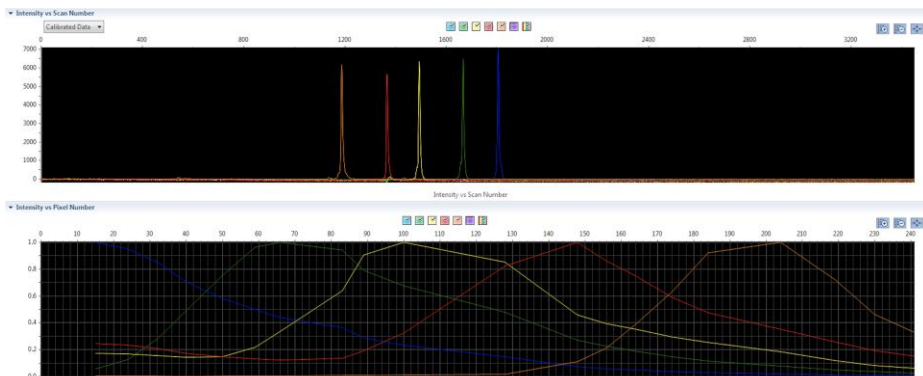 Intensity vs Scan Number
Calibrated Data
0 400 800 1200 1600 2000 2400 2800 3200
7000
6000
5000
4000
3000
2000
1000
0
Intensity vs Scan Number
Intensity vs Pixel Number
0 10 20 30 40 50 60 70 80 90 100 110 120 130 140 150 160 170 180 190 200 210 220 230 240
1.0
0.8
0.6
0.4
0.2
0.0